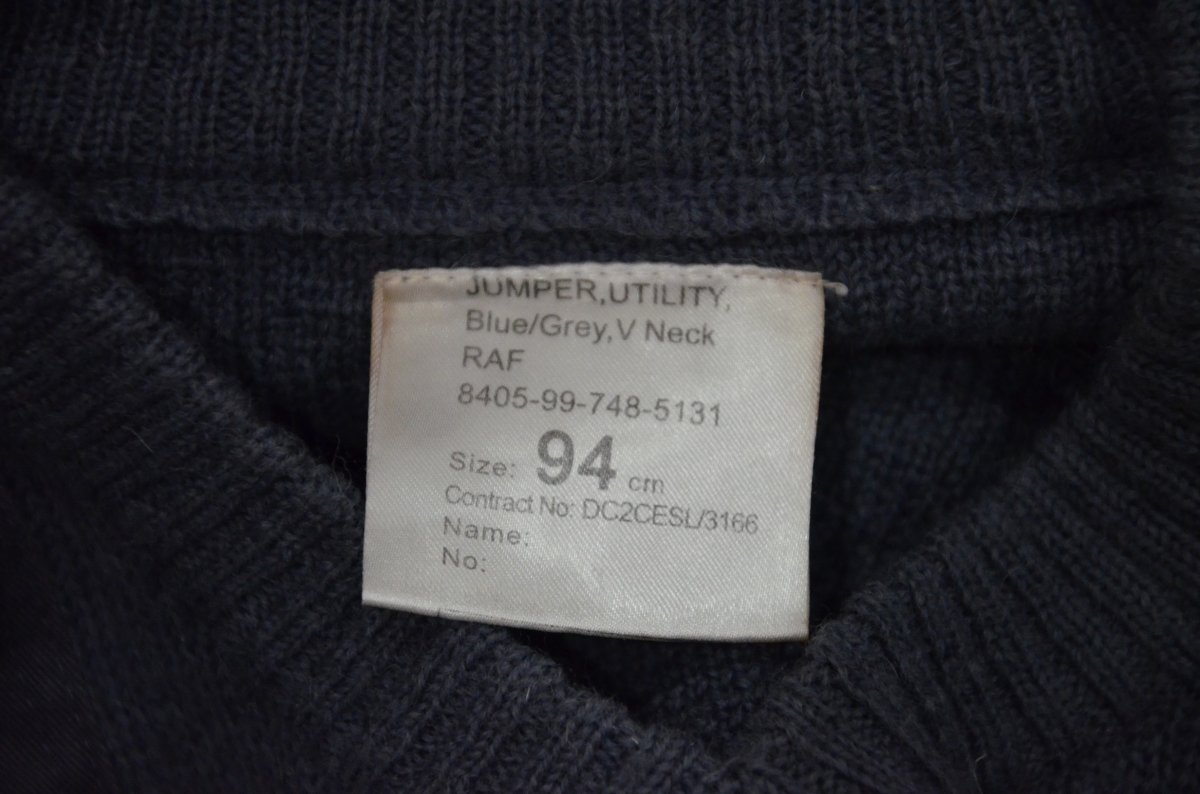 JUMPER,UTILITY,
Blue/Grey,V Neck
RAF
8405-99-748-5131
Size: 94 cm
Contract No: DC2CESL/3166
Name:
No: